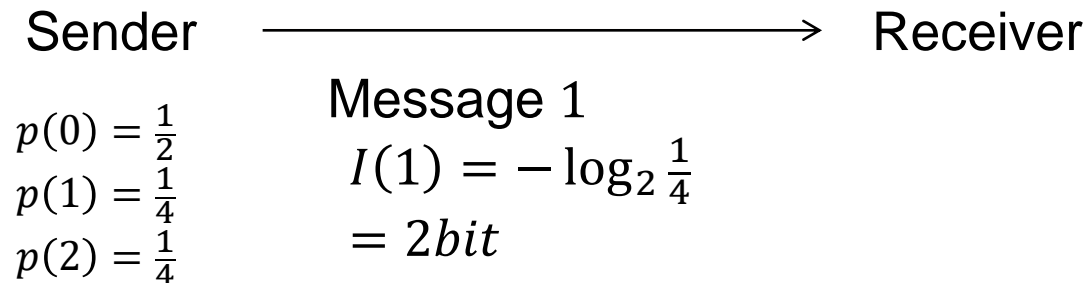 Sender ⟶ Receiver
Message 1
p(0) = 1/2
I(1) = − log₂ 1/4
p(1) = 1/4
= 2bit
p(2) = 1/4